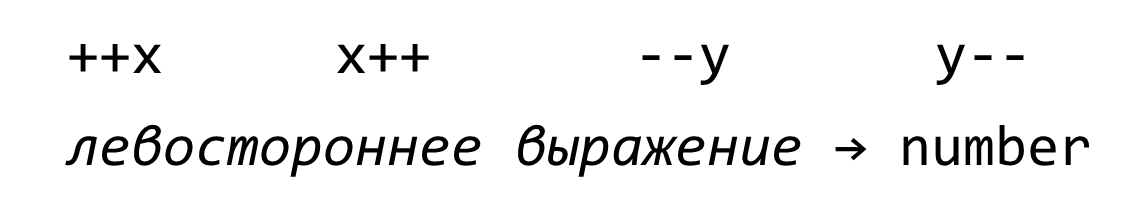 ++x x++ --y y--
левостороннее выражение → number